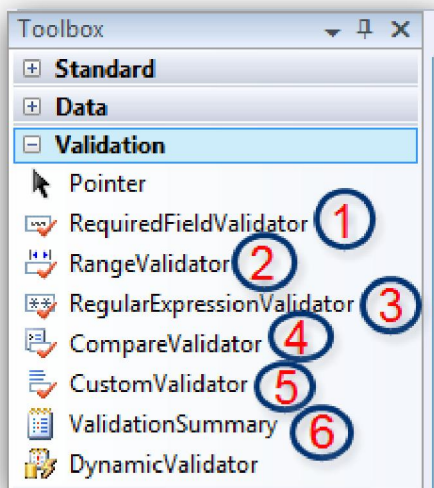 Toolbox
Standard
Data
Validation
Pointer
RequiredFieldValidator 1
RangeValidator 2
RegularExpressionValidator 3
CompareValidator 4
CustomValidator 5
ValidationSummary 6
DynamicValidator